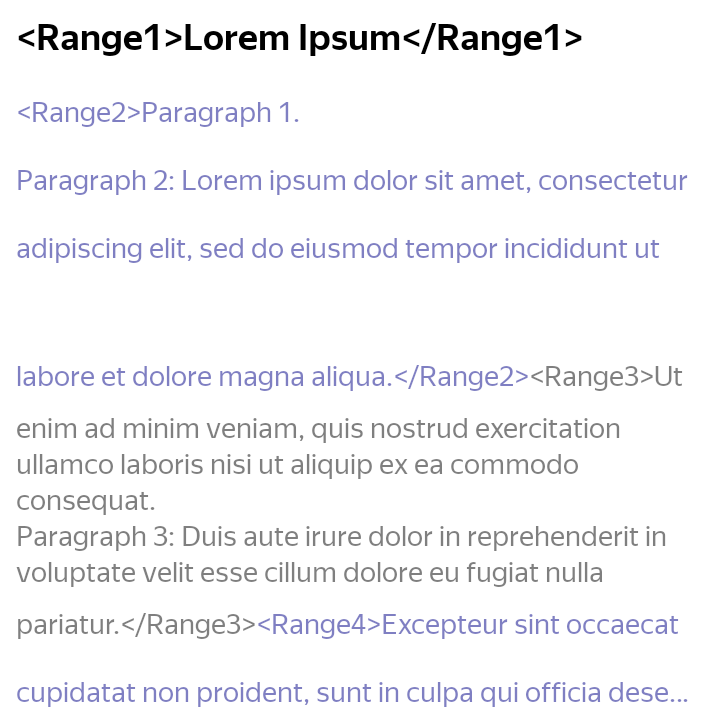 <Range1>Lorem Ipsum</Range1>
<Range2>Paragraph 1.
Paragraph 2: Lorem ipsum dolor sit amet, consectetur
adipiscing elit, sed do eiusmod tempor incididunt ut
labore et dolore magna aliqua.</Range2><Range3>Ut
enim ad minim veniam, quis nostrud exercitation
ullamco laboris nisi ut aliquip ex ea commodo
consequat.
Paragraph 3: Duis aute irure dolor in reprehenderit in
voluptate velit esse cillum dolore eu fugiat nulla
pariatur.</Range3><Range4>Excepteur sint occaecat
cupidatat non proident, sunt in culpa qui officia dese...